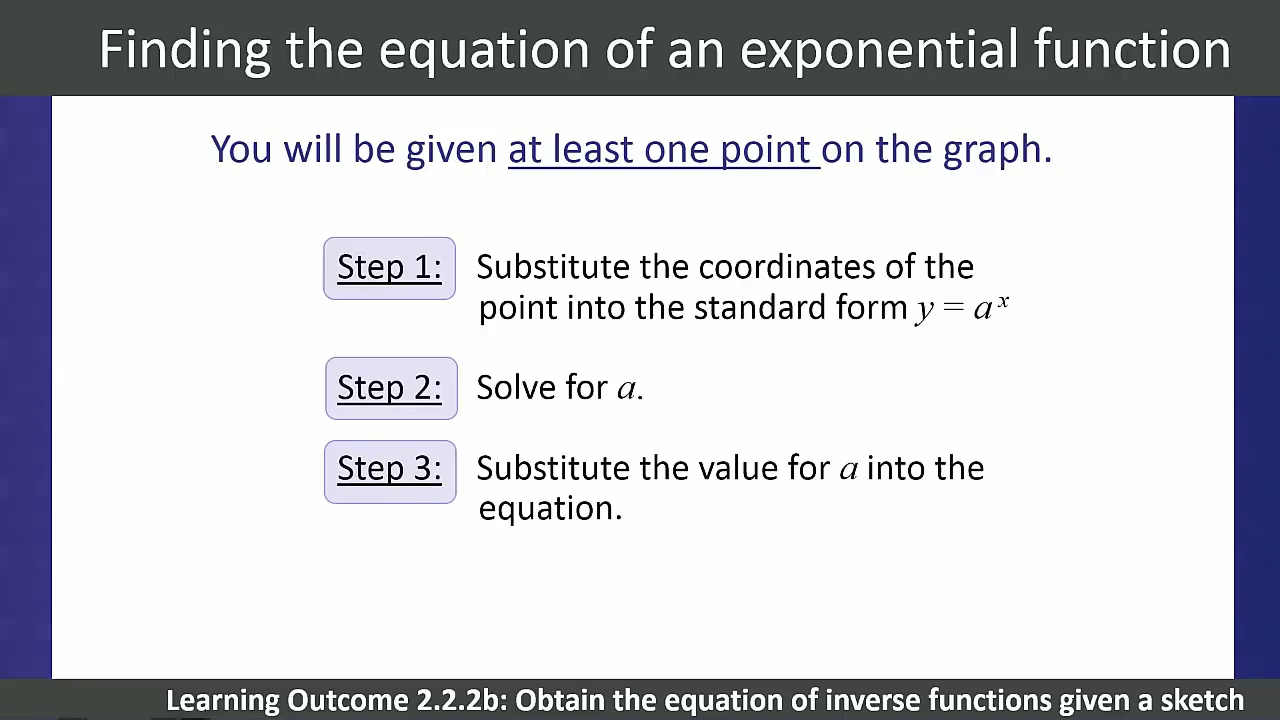 Finding the equation of an exponential function
You will be given at least one point on the graph.
Step 1: Substitute the coordinates of the
point into the standard form y = aˣ
Step 2: Solve for a.
Step 3: Substitute the value for a into the
equation.
Learning Outcome 2.2.2b: Obtain the equation of inverse functions given a sketch